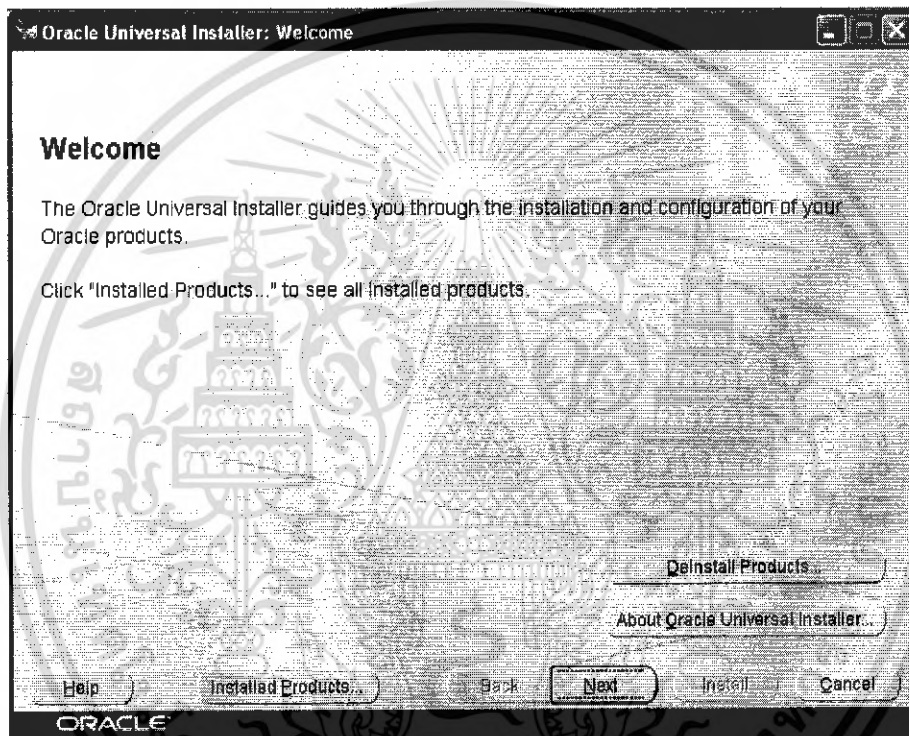 Oracle Universal Installer: Welcome
Welcome
The Oracle Universal Installer guides you through the installation and configuration of your
Oracle products.
Click "Installed Products..." to see all installed products.
Deinstall Products...
About Oracle Universal Installer...
Help
Installed Products...
Back
Next
Install
Cancel
ORACLE